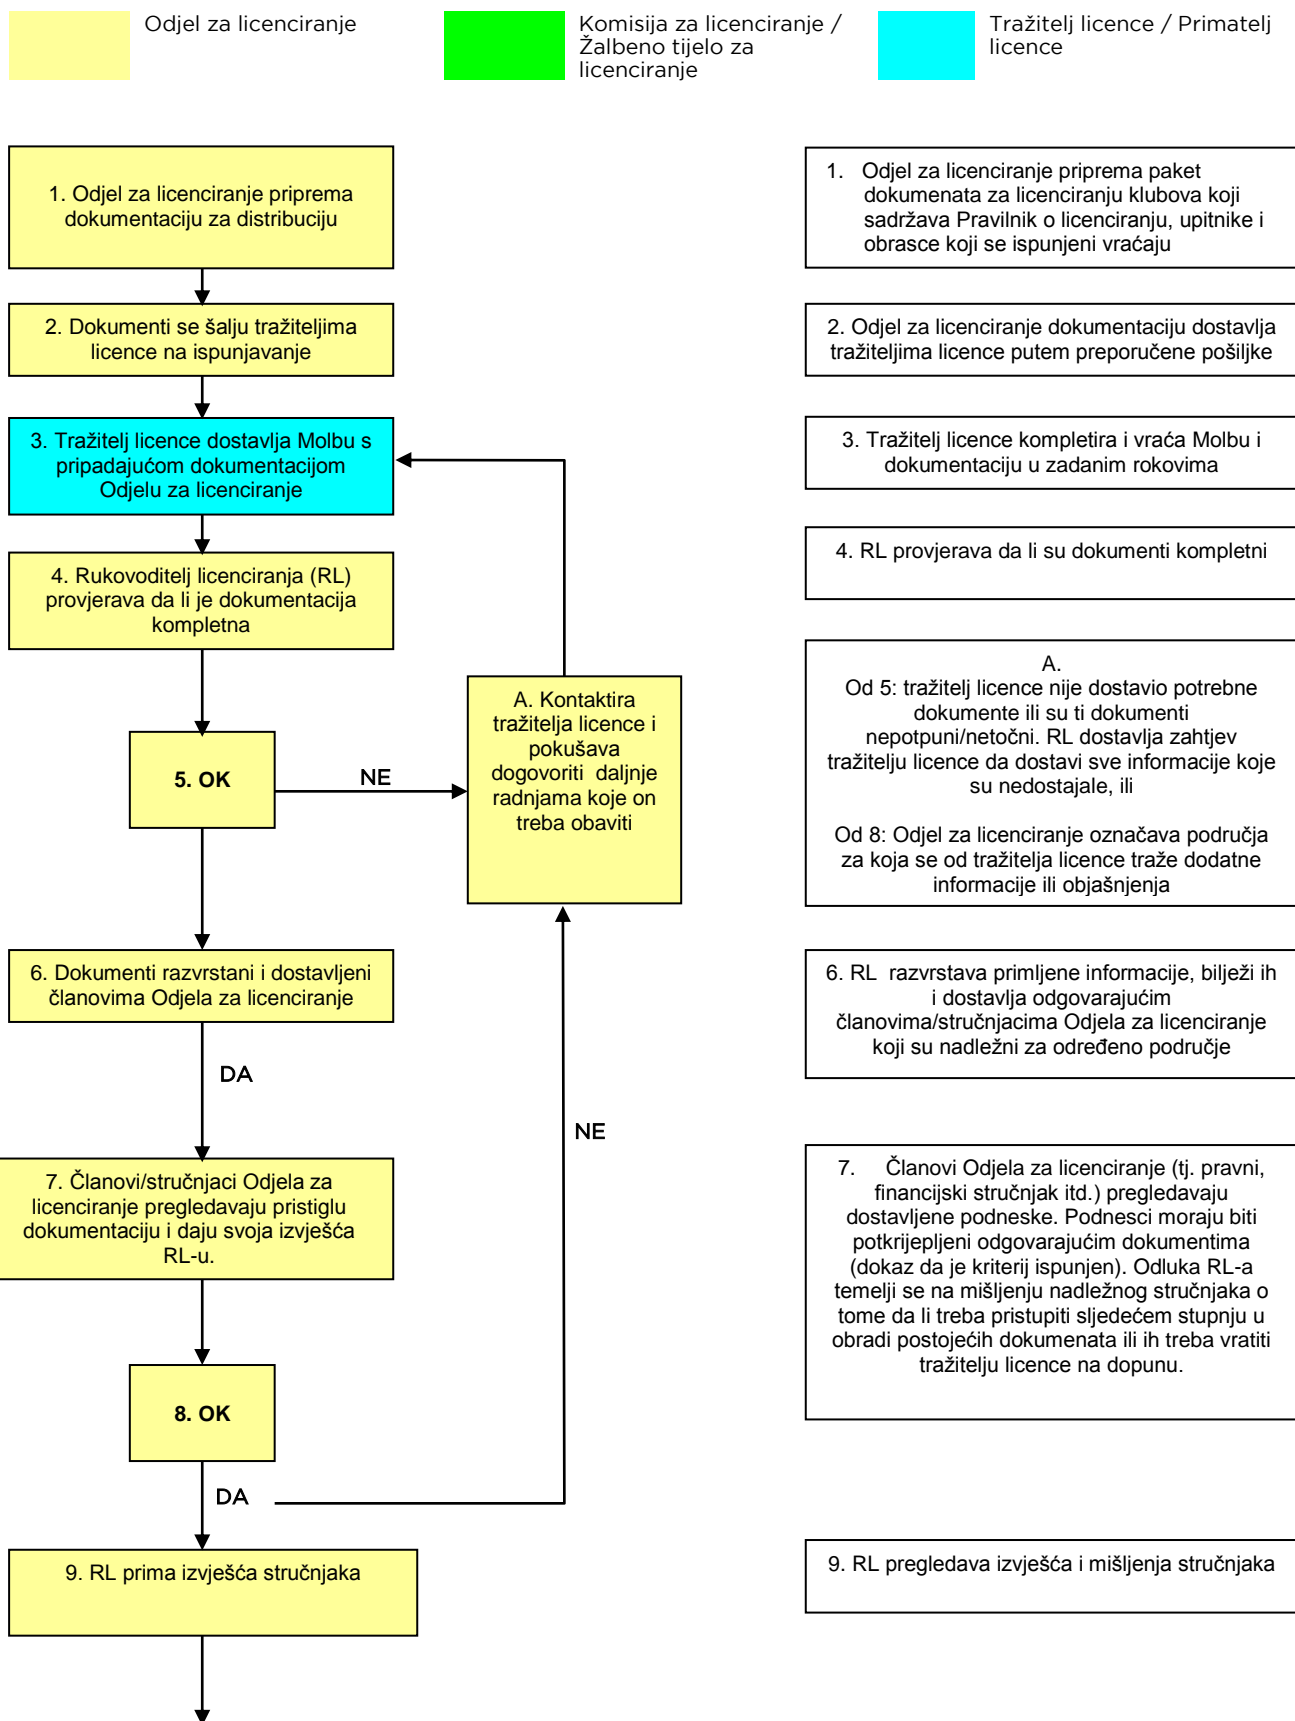 Odjel za licenciranje
Komisija za licenciranje /
Žalbeno tijelo za
licenciranje
Tražitelj licence / Primatelj
licence
1. Odjel za licenciranje priprema
dokumentaciju za distribuciju
1. Odjel za licenciranje priprema paket
dokumenata za licenciranju klubova koji
sadržava Pravilnik o licenciranju, upitnike i
obrasce koji se ispunjeni vraćaju
2. Dokumenti se šalju tražiteljima
licence na ispunjavanje
2. Odjel za licenciranje dokumentaciju dostavlja
tražiteljima licence putem preporučene pošiljke
3. Tražitelj licence dostavlja Molbu s
pripadajućom dokumentacijom
Odjelu za licenciranje
3. Tražitelj licence kompletira i vraća Molbu i
dokumentaciju u zadanim rokovima
4. Rukovoditelj licenciranja (RL)
provjerava da li je dokumentacija
kompletna
4. RL provjerava da li su dokumenti kompletni
5. OK
NE
A. Kontaktira
tražitelja licence i
pokušava
dogovoriti daljnje
radnjama koje on
treba obaviti
A.
Od 5: tražitelj licence nije dostavio potrebne
dokumente ili su ti dokumenti
nepotpuni/netočni. RL dostavlja zahtjev
tražitelju licence da dostavi sve informacije koje
su nedostajale, ili
Od 8: Odjel za licenciranje označava područja
za koja se od tražitelja licence traže dodatne
informacije ili objašnjenja
6. Dokumenti razvrstani i dostavljeni
članovima Odjela za licenciranje
6. RL razvrstava primljene informacije, bilježi ih
i dostavlja odgovarajućim
članovima/stručnjacima Odjela za licenciranje
koji su nadležni za određeno područje
DA
NE
7. Članovi/stručnjaci Odjela za
licenciranje pregledavaju pristiglu
dokumentaciju i daju svoja izvješća
RL-u.
7. Članovi Odjela za licenciranje (tj. pravni,
financijski stručnjak itd.) pregledavaju
dostavljene podneske. Podnesci moraju biti
potkrijepljeni odgovarajućim dokumentima
(dokaz da je kriterij ispunjen). Odluka RL-a
temelji se na mišljenju nadležnog stručnjaka o
tome da li treba pristupiti sljedećem stupnju u
obradi postojećih dokumenata ili ih treba vratiti
tražitelju licence na dopunu.
8. OK
DA
9. RL prima izvješća stručnjaka
9. RL pregledava izvješća i mišljenja stručnjaka